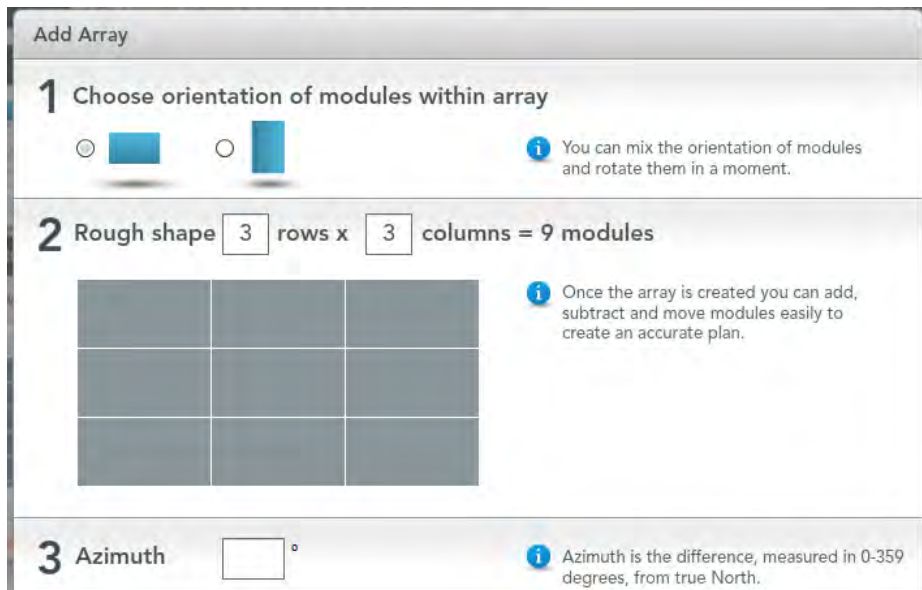 Add Array
1 Choose orientation of modules within array
i You can mix the orientation of modules
and rotate them in a moment.
2 Rough shape 3 rows x 3 columns = 9 modules
i Once the array is created you can add,
subtract and move modules easily to
create an accurate plan.
3 Azimuth °
i Azimuth is the difference, measured in 0-359
degrees, from true North.